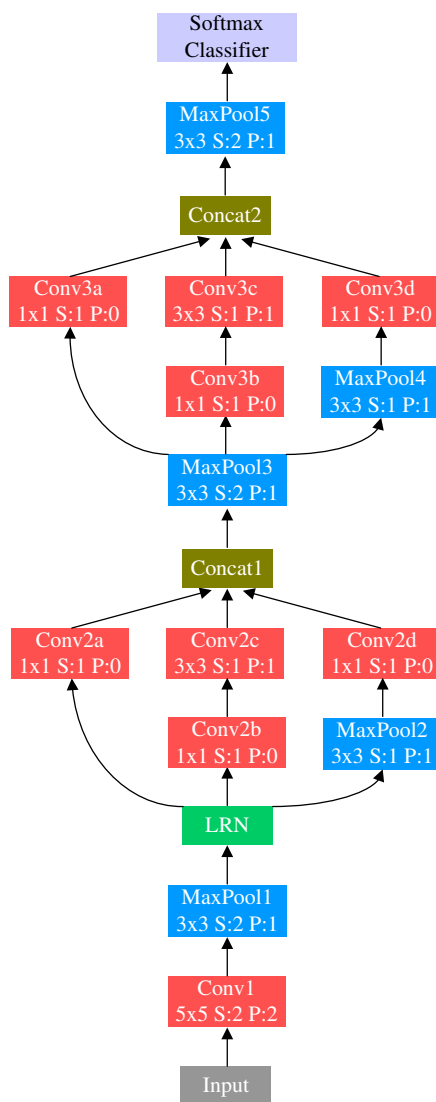 Softmax
Classifier
MaxPool5
3x3 S:2 P:1
Concat2
Conv3a
1x1 S:1 P:0
Conv3c
3x3 S:1 P:1
Conv3d
1x1 S:1 P:0
Conv3b
1x1 S:1 P:0
MaxPool4
3x3 S:1 P:1
MaxPool3
3x3 S:2 P:1
Concat1
Conv2a
1x1 S:1 P:0
Conv2c
3x3 S:1 P:1
Conv2d
1x1 S:1 P:0
Conv2b
1x1 S:1 P:0
MaxPool2
3x3 S:1 P:1
LRN
MaxPool1
3x3 S:2 P:1
Conv1
5x5 S:2 P:2
Input